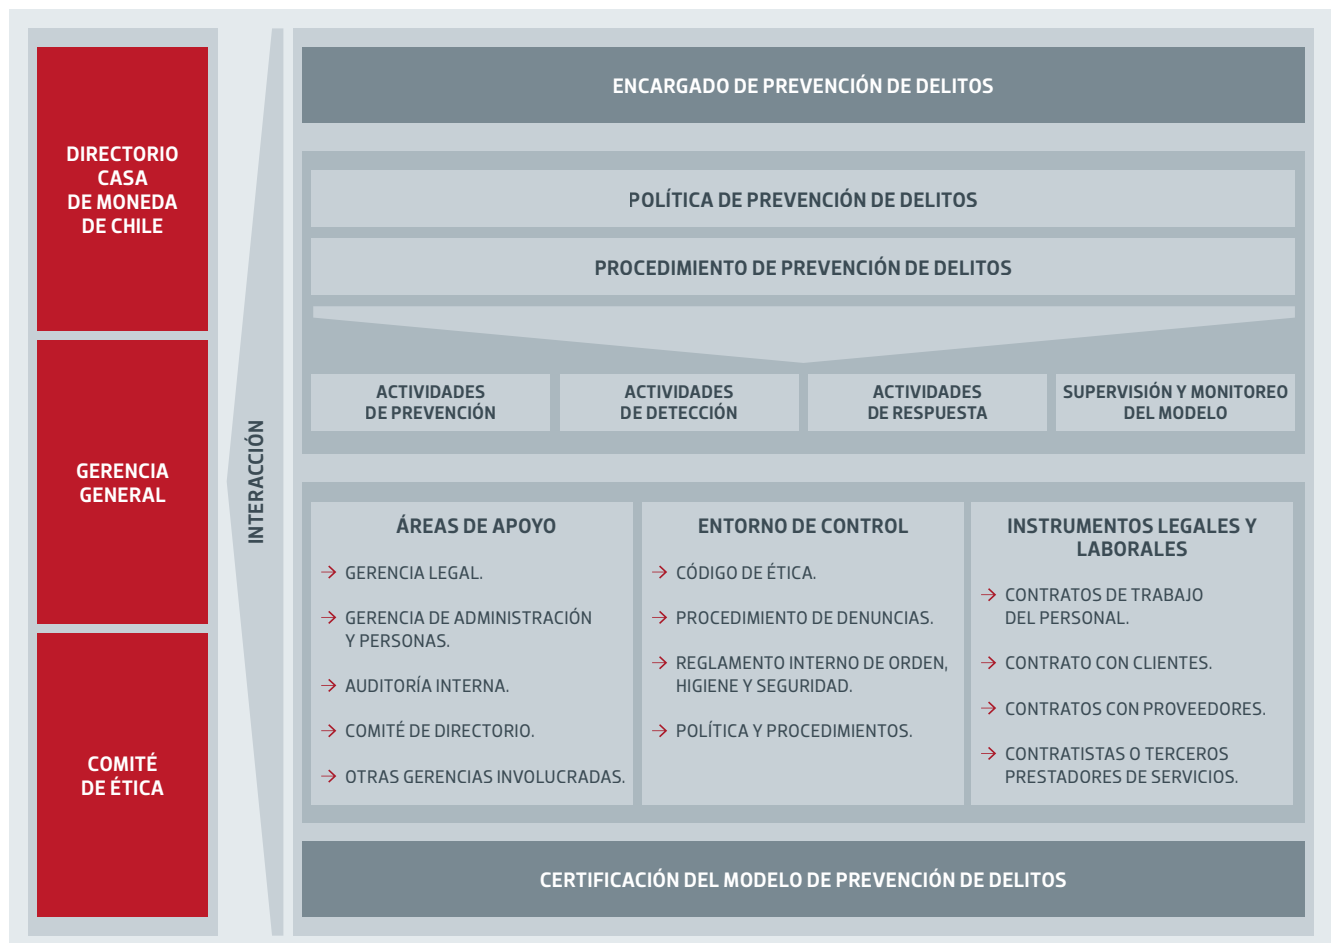 DIRECTORIO
CASA
DE MONEDA
DE CHILE
GERENCIA
GENERAL
COMITÉ
DE ÉTICA
INTERACCIÓN
ENCARGADO DE PREVENCIÓN DE DELITOS
POLÍTICA DE PREVENCIÓN DE DELITOS
PROCEDIMIENTO DE PREVENCIÓN DE DELITOS
ACTIVIDADES
DE PREVENCIÓN
ACTIVIDADES
DE DETECCIÓN
ACTIVIDADES
DE RESPUESTA
SUPERVISIÓN Y MONITOREO
DEL MODELO
ÁREAS DE APOYO
→ GERENCIA LEGAL.
→ GERENCIA DE ADMINISTRACIÓN
Y PERSONAS.
→ AUDITORÍA INTERNA.
→ COMITÉ DE DIRECTORIO.
→ OTRAS GERENCIAS INVOLUCRADAS.
ENTORNO DE CONTROL
→ CÓDIGO DE ÉTICA.
→ PROCEDIMIENTO DE DENUNCIAS.
→ REGLAMENTO INTERNO DE ORDEN,
HIGIENE Y SEGURIDAD.
→ POLÍTICA Y PROCEDIMIENTOS.
INSTRUMENTOS LEGALES Y
LABORALES
→ CONTRATOS DE TRABAJO
DEL PERSONAL.
→ CONTRATO CON CLIENTES.
→ CONTRATOS CON PROVEEDORES.
→ CONTRATISTAS O TERCEROS
PRESTADORES DE SERVICIOS.
CERTIFICACIÓN DEL MODELO DE PREVENCIÓN DE DELITOS